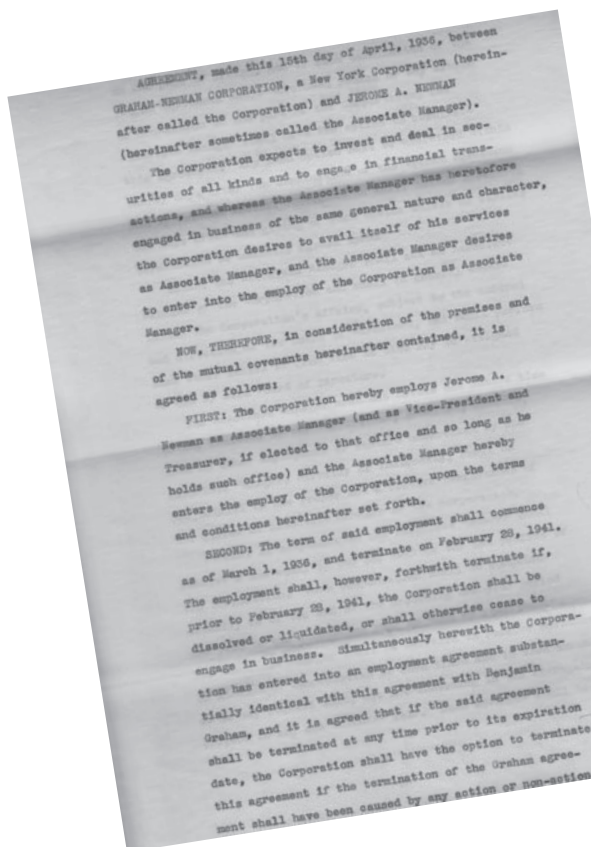 AGREEMENT, made this 15th day of April, 1936, between
GRAHAM-NEWMAN CORPORATION, a New York Corporation (herein-
after called the Corporation) and JEROME A. NEWMAN
(hereinafter sometimes called the Associate Manager).
The Corporation expects to invest and deal in sec-
urities of all kinds and to engage in financial trans-
actions, and whereas the Associate Manager has heretofore
engaged in business of the same general nature and character,
the Corporation desires to avail itself of his services
as Associate Manager, and the Associate Manager desires
to enter into the employ of the Corporation as Associate
Manager.
NOW, THEREFORE, in consideration of the premises and
of the mutual covenants hereinafter contained, it is
agreed as follows:
FIRST: The Corporation hereby employs Jerome A.
Newman as Associate Manager (and as Vice-President and
Treasurer, if elected to that office and so long as he
holds such office) and the Associate Manager hereby
enters the employ of the Corporation, upon the terms
and conditions hereinafter set forth.
SECOND: The term of said employment shall commence
as of March 1, 1936, and terminate on February 28, 1941.
The employment shall, however, forthwith terminate if,
prior to February 28, 1941, the Corporation shall be
dissolved or liquidated, or shall otherwise cease to
engage in business. Simultaneously herewith the Corpora-
tion has entered into an employment agreement substan-
tially identical with this agreement with Benjamin
Graham, and it is agreed that if the said agreement
shall be terminated at any time prior to its expiration
date, the Corporation shall have the option to terminate
this agreement if the termination of the Graham agree-
ment shall have been caused by any action or non-action